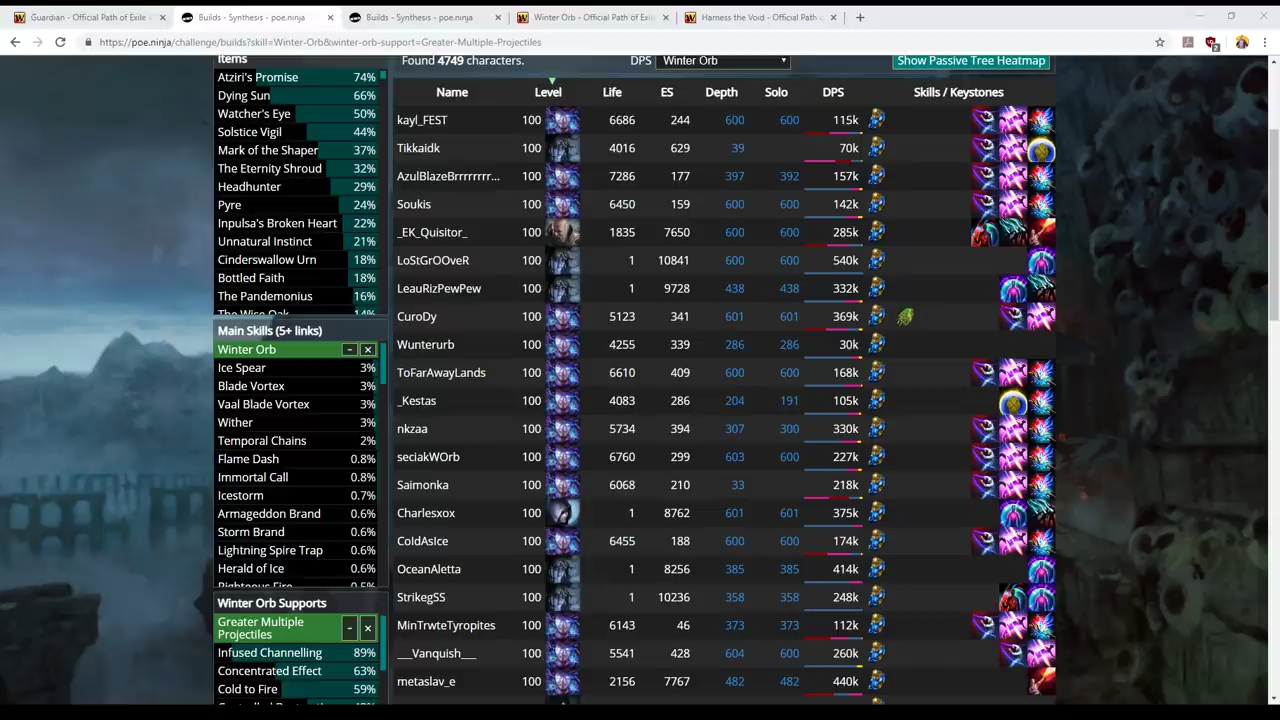 Guardian - Official Path of Exile
Builds - Synthesis - poe.ninja
Builds - Synthesis - poe.ninja
Winter Orb - Official Path of Exile
Harness the Void - Official Path of
https://poe.ninja/challenge/builds?skill=Winter-Orb&winter-orb-support=Greater-Multiple-Projectiles
Items
Found 4749 characters.
DPS
Winter Orb
Show Passive Tree Heatmap
Atziri's Promise 74%
Dying Sun 66%
Watcher's Eye 50%
Solstice Vigil 44%
Mark of the Shaper 37%
The Eternity Shroud 32%
Headhunter 29%
Pyre 24%
Inpulsa's Broken Heart 22%
Unnatural Instinct 21%
Cinderswallow Urn 18%
Bottled Faith 18%
The Pandemonius 16%
The Wise Oak 14%
Main Skills (5+ links)
Winter Orb
Ice Spear 3%
Blade Vortex 3%
Vaal Blade Vortex 3%
Wither 3%
Temporal Chains 2%
Flame Dash 0.8%
Immortal Call 0.8%
Icestorm 0.7%
Armageddon Brand 0.6%
Storm Brand 0.6%
Lightning Spire Trap 0.6%
Herald of Ice 0.6%
Righteous Fire 0.5%
Winter Orb Supports
Greater Multiple
Projectiles
Infused Channelling 89%
Concentrated Effect 63%
Cold to Fire 59%
Name Level Life ES Depth Solo DPS Skills / Keystones
kayl_FEST 100 6686 244 600 600 115k
Tikkaidk 100 4016 629 39 70k
AzulBlazeBrrrrrrr... 100 7286 177 397 392 157k
Soukis 100 6450 159 600 600 142k
_EK_Quisitor_ 100 1835 7650 600 600 285k
LoStGrOOveR 100 1 10841 600 600 540k
LeauRizPewPew 100 1 9728 438 438 332k
CuroDy 100 5123 341 601 601 369k
Wunterurb 100 4255 339 286 286 30k
ToFarAwayLands 100 6610 409 600 600 168k
_Kestas 100 4083 286 204 191 105k
nkzaa 100 5734 394 307 300 330k
seciakWOrb 100 6760 299 603 600 227k
Saimonka 100 6068 210 33 218k
Charlesxox 100 1 8762 601 601 375k
ColdAsIce 100 6455 188 600 600 174k
OceanAletta 100 1 8256 385 385 414k
StrikegSS 100 1 10236 358 358 248k
MinTrwteTyropites 100 6143 46 373 373 112k
___Vanquish___ 100 5541 428 604 600 260k
metaslav_e 100 2156 7767 482 482 440k